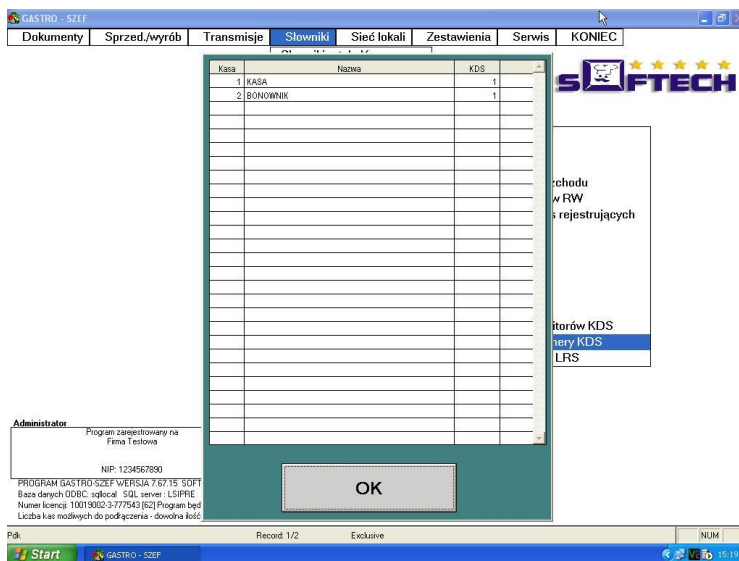 GASTRO - SZEF
Dokumenty Sprzed./wyrób Transmisje Słowniki Sieć lokali Zestawienia Serwis KONIEC
SOFTECH
Kasa Nazwa KDS
1 KASA 1
2 BONOWNIK 1
zchodu
w RW
s rejestrujących
itorów KDS
nery KDS
LRS
Administrator
Program zarejestrowany na
Firma Testowa
NIP: 1234567890
PROGRAM GASTRO-SZEF WERSJA 7.67.15 SOFT
Baza danych ODBC: sqllocal SQL server : LSIPRE
Numer licencji: 10019002-3-777543 [62] Program będ
Liczba kas możliwych do podłączenia - dowolna ilość
OK
Pdk Record: 1/2 Exclusive NUM
Start GASTRO - SZEF 15:19